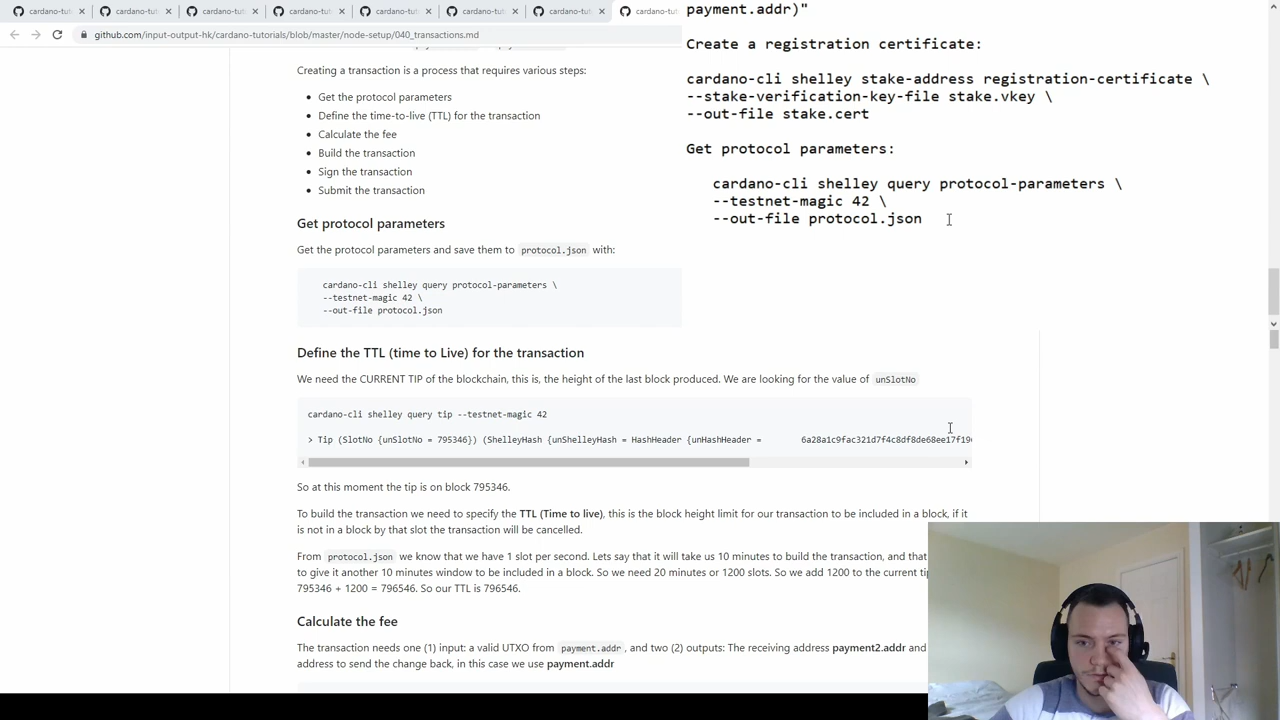 cardano-tut
cardano-tu
cardano-tu
cardano-tu
cardano-tu
cardano-tut
cardano-tut
cardano-tut
github.com/input-output-hk/cardano-tutorials/blob/master/node-setup/040_transactions.md
Creating a transaction is a process that requires various steps:
• Get the protocol parameters
• Define the time-to-live (TTL) for the transaction
• Calculate the fee
• Build the transaction
• Sign the transaction
• Submit the transaction
Get protocol parameters
Get the protocol parameters and save them to protocol.json with:
cardano-cli shelley query protocol-parameters \
--testnet-magic 42 \
--out-file protocol.json
Define the TTL (time to Live) for the transaction
We need the CURRENT TIP of the blockchain, this is, the height of the last block produced. We are looking for the value of unSlotNo
cardano-cli shelley query tip --testnet-magic 42
> Tip (SlotNo {unSlotNo = 795346}) (ShelleyHash {unShelleyHash = HashHeader {unHashHeader = 6a28a1c9fac321d7f4c8df8de68ee17f19
So at this moment the tip is on block 795346.
To build the transaction we need to specify the TTL (Time to live), this is the block height limit for our transaction to be included in a block, if it
is not in a block by that slot the transaction will be cancelled.
From protocol.json we know that we have 1 slot per second. Lets say that it will take us 10 minutes to build the transaction, and that
to give it another 10 minutes window to be included in a block. So we need 20 minutes or 1200 slots. So we add 1200 to the current tip
795346 + 1200 = 796546. So our TTL is 796546.
Calculate the fee
The transaction needs one (1) input: a valid UTXO from payment.addr , and two (2) outputs: The receiving address payment2.addr and
address to send the change back, in this case we use payment.addr
payment.addr)"
Create a registration certificate:
cardano-cli shelley stake-address registration-certificate \
--stake-verification-key-file stake.vkey \
--out-file stake.cert
Get protocol parameters:
cardano-cli shelley query protocol-parameters \
--testnet-magic 42 \
--out-file protocol.json